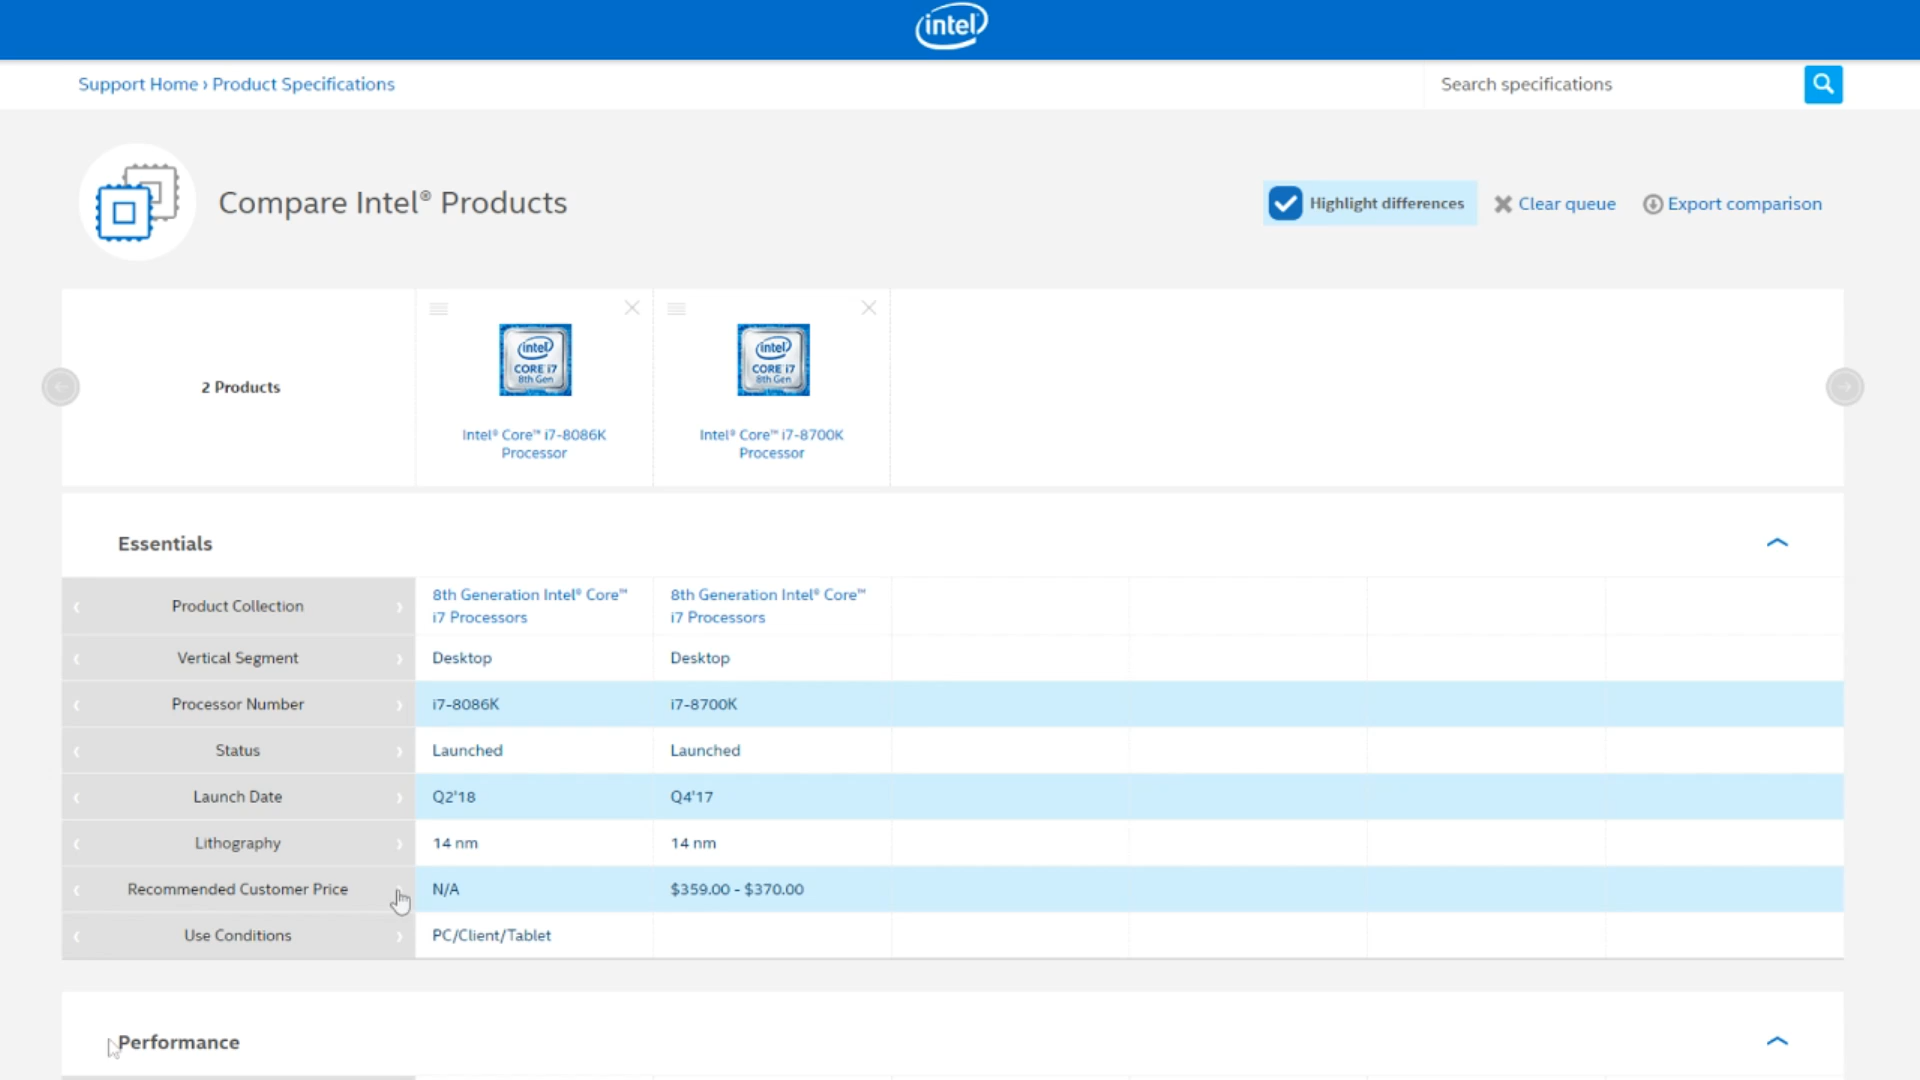 intel
Support Home › Product Specifications
Search specifications
Compare Intel® Products
Highlight differences
Clear queue
Export comparison
2 Products
intel
CORE i7
8th Gen
Intel® Core™ i7-8086K
Processor
intel
CORE i7
8th Gen
Intel® Core™ i7-8700K
Processor
Essentials
Product Collection
8th Generation Intel® Core™
i7 Processors
8th Generation Intel® Core™
i7 Processors
Vertical Segment Desktop Desktop
Processor Number i7-8086K i7-8700K
Status Launched Launched
Launch Date Q2'18 Q4'17
Lithography 14 nm 14 nm
Recommended Customer Price N/A $359.00 - $370.00
Use Conditions PC/Client/Tablet
Performance